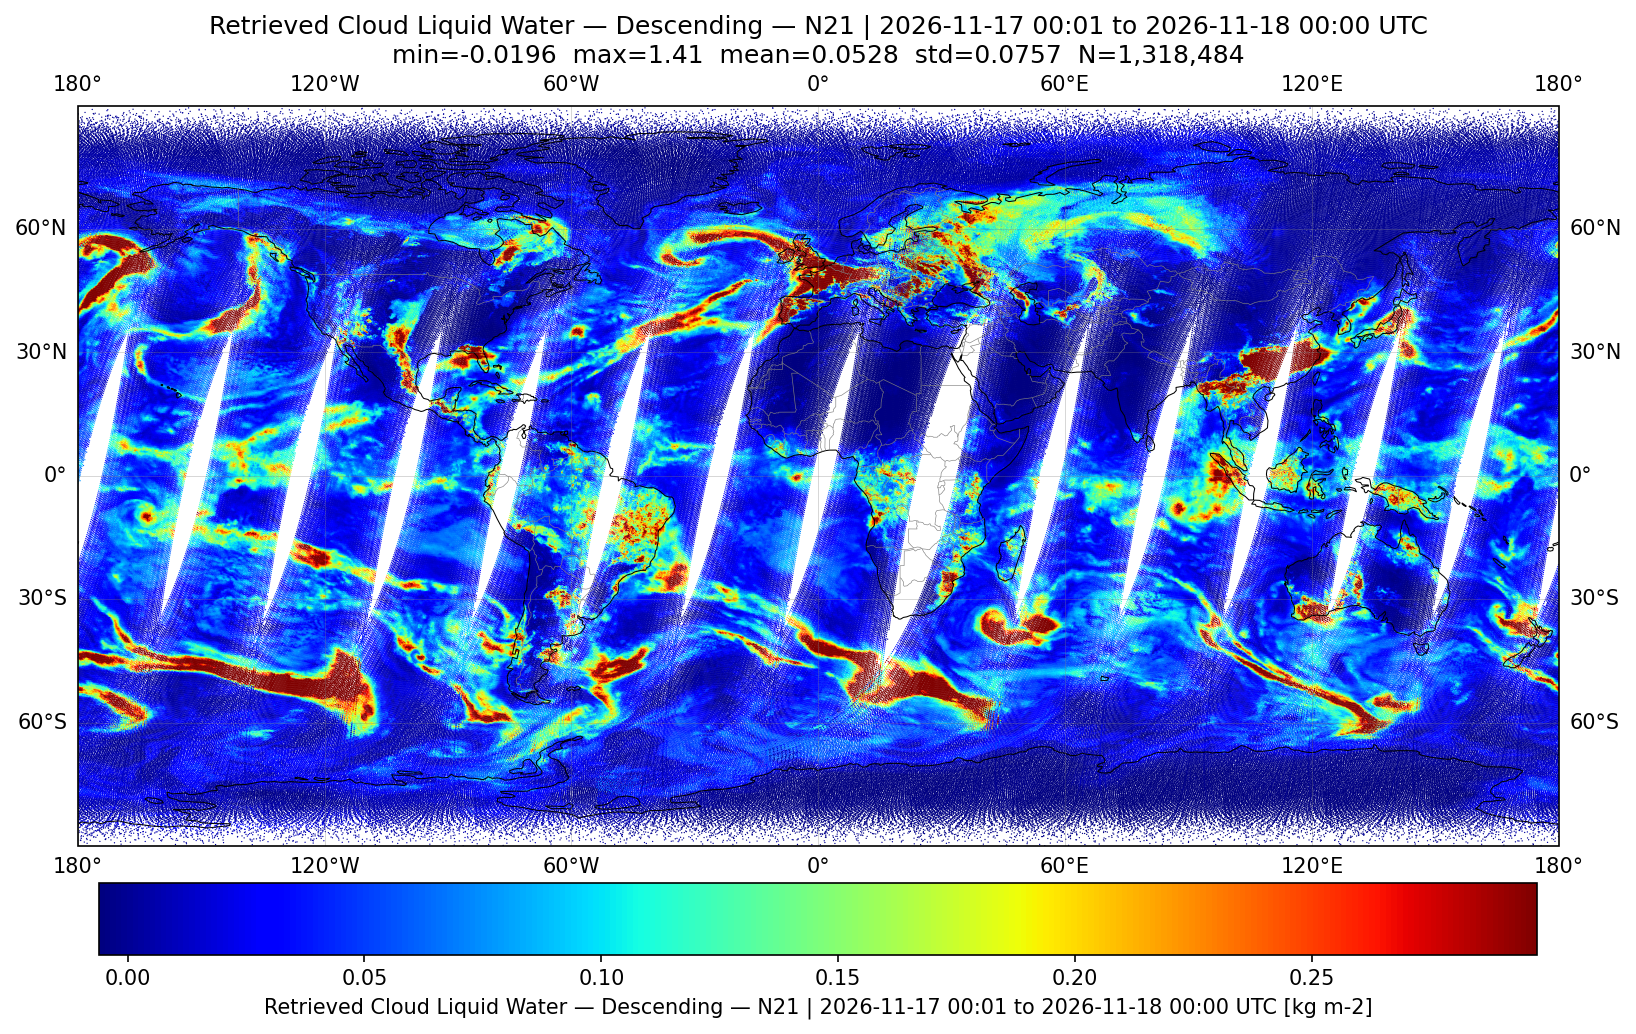 Retrieved Cloud Liquid Water — Descending — N21 | 2026-11-17 00:01 to 2026-11-18 00:00 UTC
min=-0.0196  max=1.41  mean=0.0528  std=0.0757  N=1,318,484
180° 120°W 60°W 0° 60°E 120°E 180°
60°N 60°N
30°N 30°N
0° 0°
30°S 30°S
60°S 60°S
180° 120°W 60°W 0° 60°E 120°E 180°
0.00 0.05 0.10 0.15 0.20 0.25
Retrieved Cloud Liquid Water — Descending — N21 | 2026-11-17 00:01 to 2026-11-18 00:00 UTC [kg m-2]